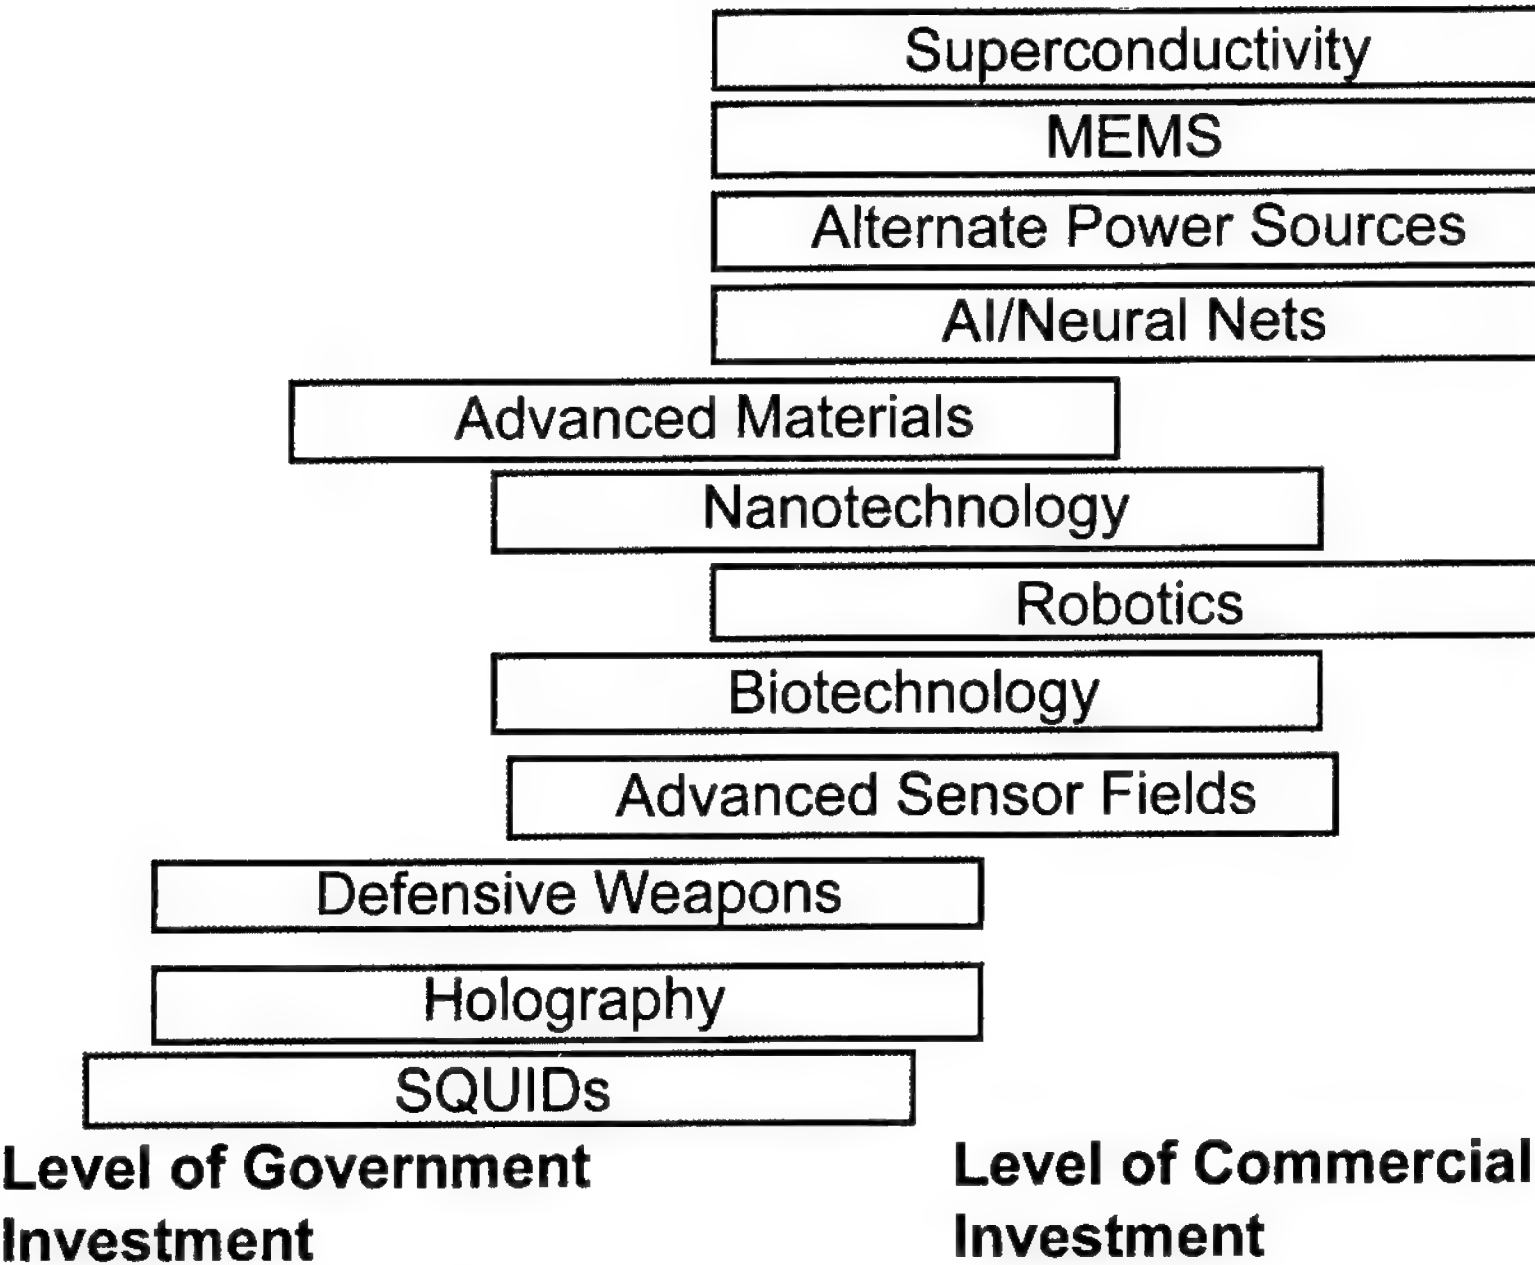 Superconductivity
MEMS
Alternate Power Sources
AI/Neural Nets
Advanced Materials
Nanotechnology
Robotics
Biotechnology
Advanced Sensor Fields
Defensive Weapons
Holography
SQUIDs
Level of Government
Investment
Level of Commercial
Investment